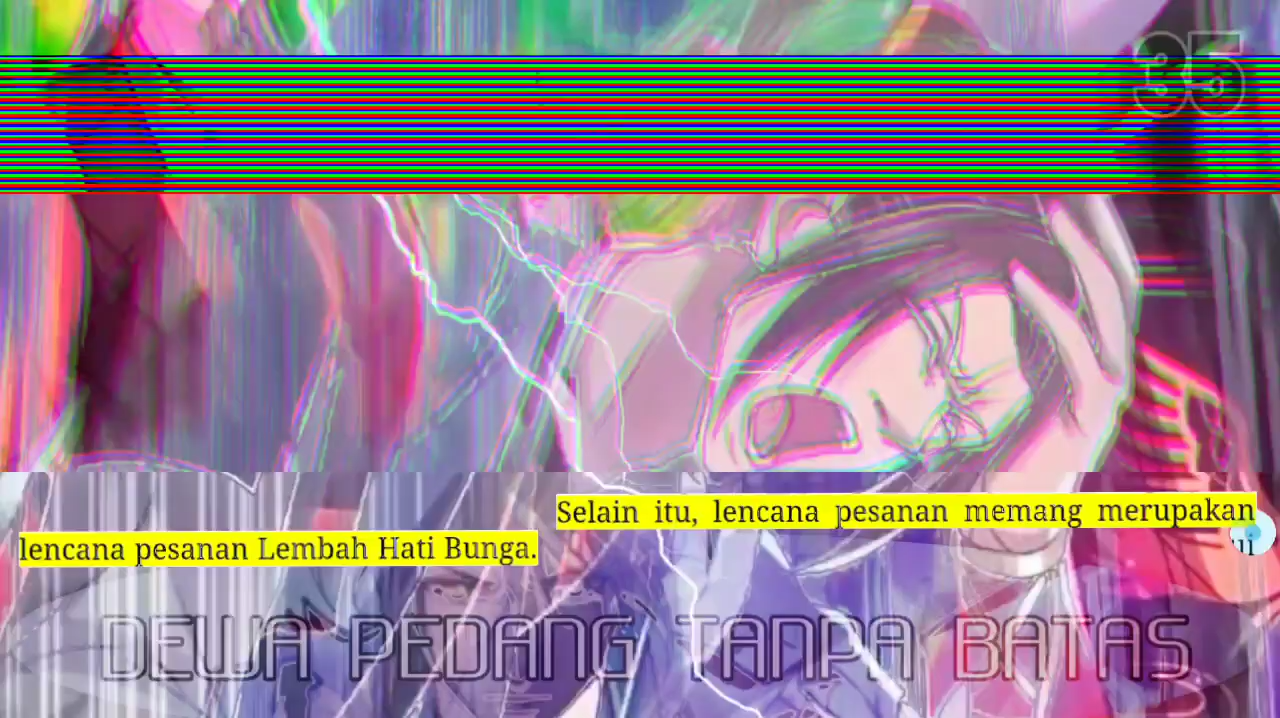 35
Selain itu, lencana pesanan memang merupakan
lencana pesanan Lembah Hati Bunga.
DEWA PEDANG TANPA BATAS